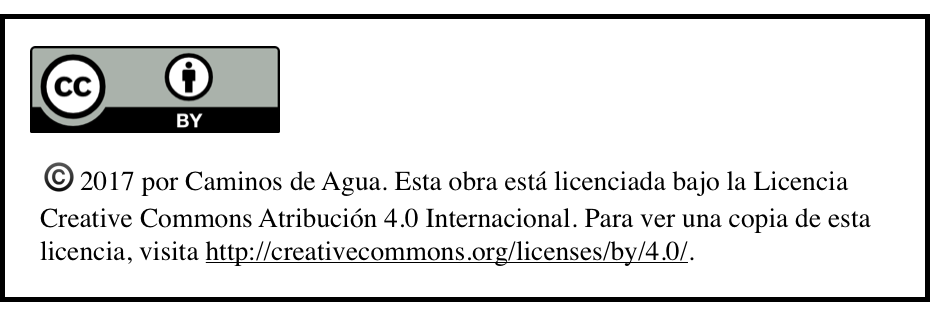 cc
BY
© 2017 por Caminos de Agua. Esta obra está licenciada bajo la Licencia
Creative Commons Atribución 4.0 Internacional. Para ver una copia de esta
licencia, visita http://creativecommons.org/licenses/by/4.0/.